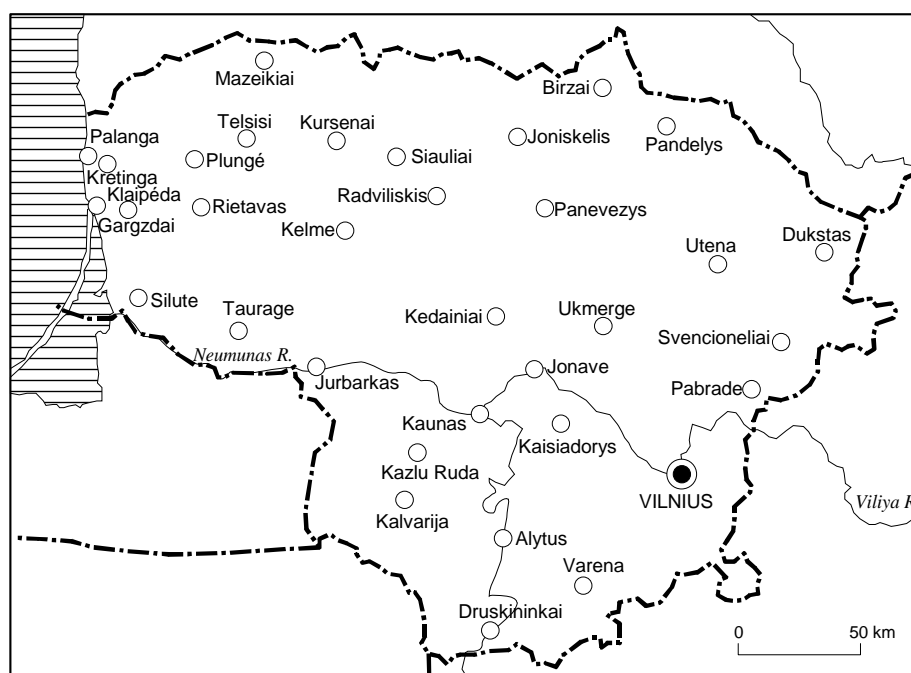 Mazeikiai
Birzai
Telsisi
Kursenai
Joniskelis
Pandelys
Palanga
Plungé
Siauliai
Kretinga
Klaipéda
Gargzdai
Rietavas
Radviliskis
Panevezys
Kelme
Utena
Dukstas
Silute
Taurage
Kedainiai
Ukmerge
Svencioneliai
Neumunas R.
Jurbarkas
Jonave
Pabrade
Kaunas
Kaisiadorys
Kazlu Ruda
VILNIUS
Viliya R
Kalvarija
Alytus
Varena
Druskininkai
0 50 km